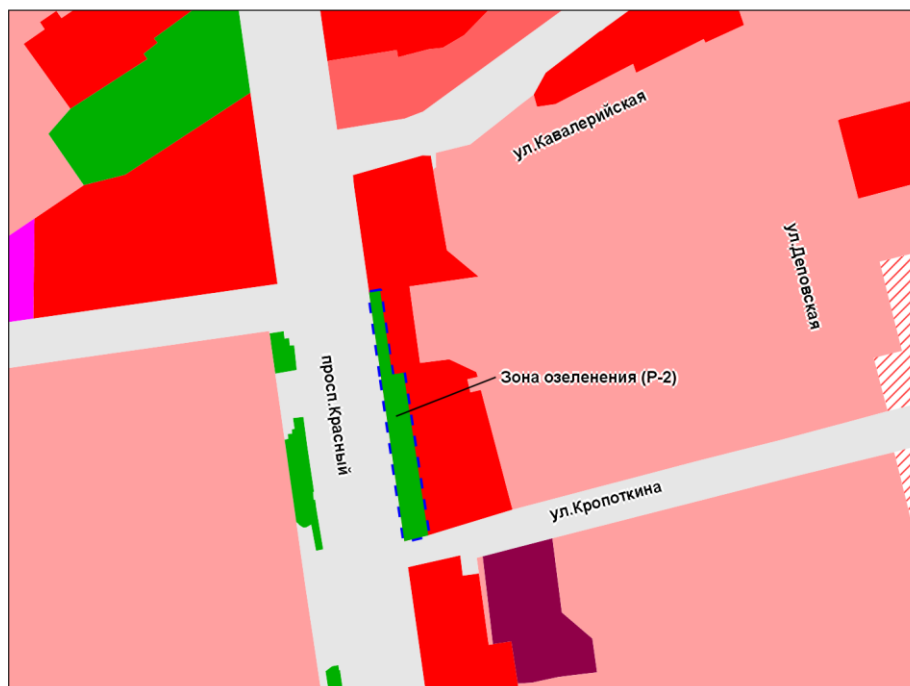 ул.Кавалерийская
ул.Деповская
просп.Красный
Зона озеленения (Р-2)
ул.Кропоткина